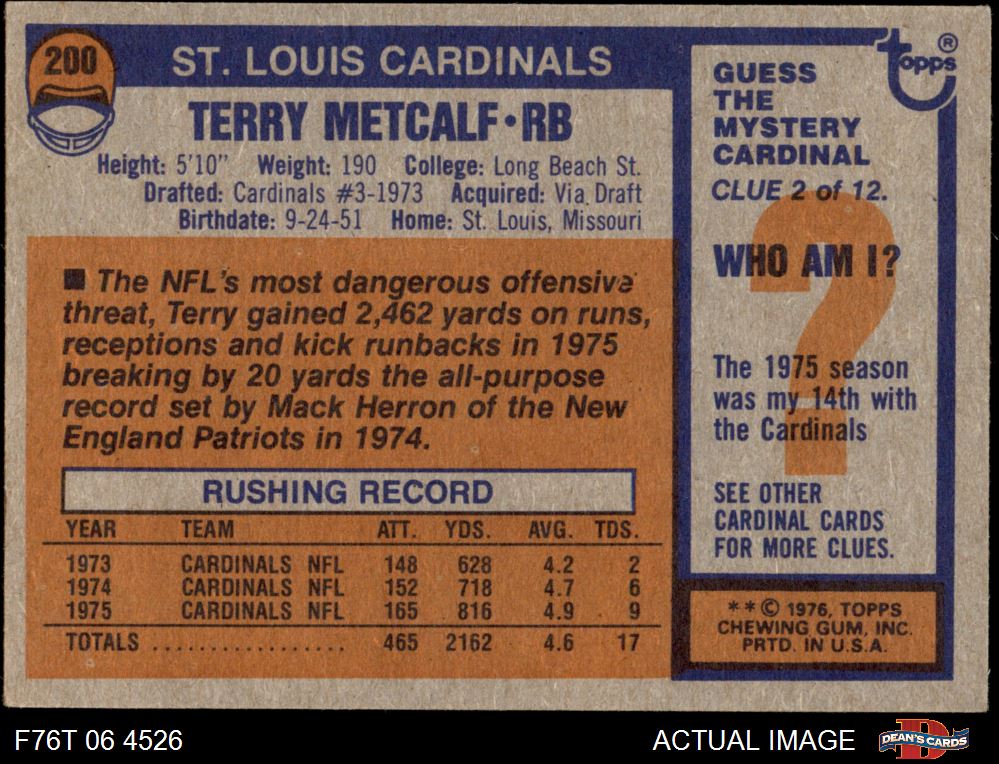 200
ST. LOUIS CARDINALS
TERRY METCALF • RB
Height: 5'10" Weight: 190 College: Long Beach St.
Drafted: Cardinals #3-1973 Acquired: Via Draft
Birthdate: 9-24-51 Home: St. Louis, Missouri
■ The NFL's most dangerous offensive
threat, Terry gained 2,462 yards on runs,
receptions and kick runbacks in 1975
breaking by 20 yards the all-purpose
record set by Mack Herron of the New
England Patriots in 1974.
RUSHING RECORD
YEAR TEAM ATT. YDS. AVG. TDS.
1973 CARDINALS NFL 148 628 4.2 2
1974 CARDINALS NFL 152 718 4.7 6
1975 CARDINALS NFL 165 816 4.9 9
TOTALS ................. 465 2162 4.6 17
topps ®
GUESS
THE
MYSTERY
CARDINAL
CLUE 2 of 12.
?
WHO AM I?
The 1975 season
was my 14th with
the Cardinals
SEE OTHER
CARDINAL CARDS
FOR MORE CLUES.
** © 1976, TOPPS
CHEWING GUM, INC.
PRTD. IN U.S.A.
F76T 06 4526
ACTUAL IMAGE
D
DEAN'S CARDS